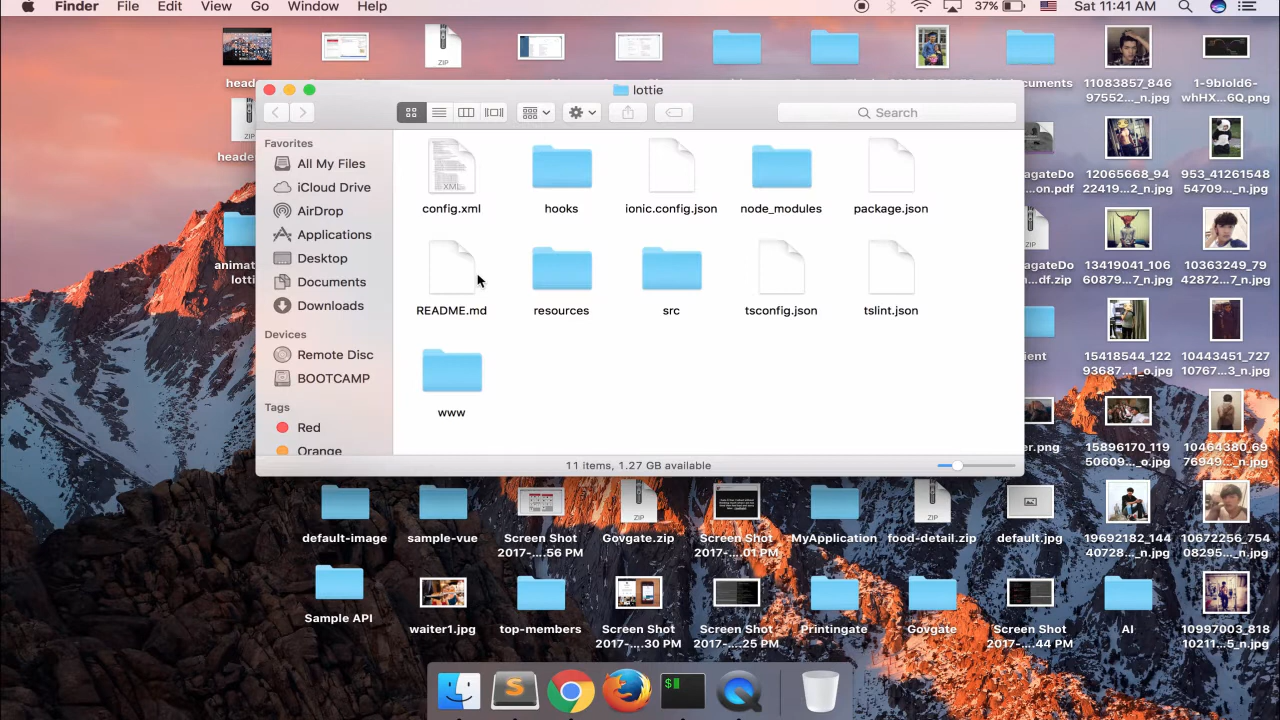 Finder File Edit View Go Window Help
37% Sat 11:41 AM
ZIP
lottie
Search
Favorites
All My Files
iCloud Drive
AirDrop
Applications
Desktop
Documents
Downloads
Devices
Remote Disc
BOOTCAMP
Tags
Red
Orange
XML
config.xml hooks ionic.config.json node_modules package.json
README.md resources src tsconfig.json tslint.json
www
11 items, 1.27 GB available
11083857_846
97552..._n.jpg
1-9bIold6-
whHX...6Q.png
12065668_94
22419...2_n.jpg
953_41261548
54709..._n.jpg
13419041_106
60879...7_n.jpg
10363249_794
42872...7_n.jpg
15418544_122
93687...1_o.jpg
10443451_727
10767...3_n.jpg
15896170_119
50609..._o.jpg
10464380_697
76949..._n.jpg
default-image
sample-vue
Screen Shot
2017-....56 PM
ZIP
Govgate.zip
Screen Shot
2017-....01 PM
MyApplication
ZIP
food-detail.zip
default.jpg
19692182_144
40728..._n.jpg
10672256_754
08295..._n.jpg
Sample API
waiter1.jpg
top-members
Screen Shot
2017-....30 PM
Screen Shot
2017-....25 PM
Printingate
Govgate
Screen Shot
2017-....44 PM
AI
10997003_818
10211...5_n.jpg
S
$